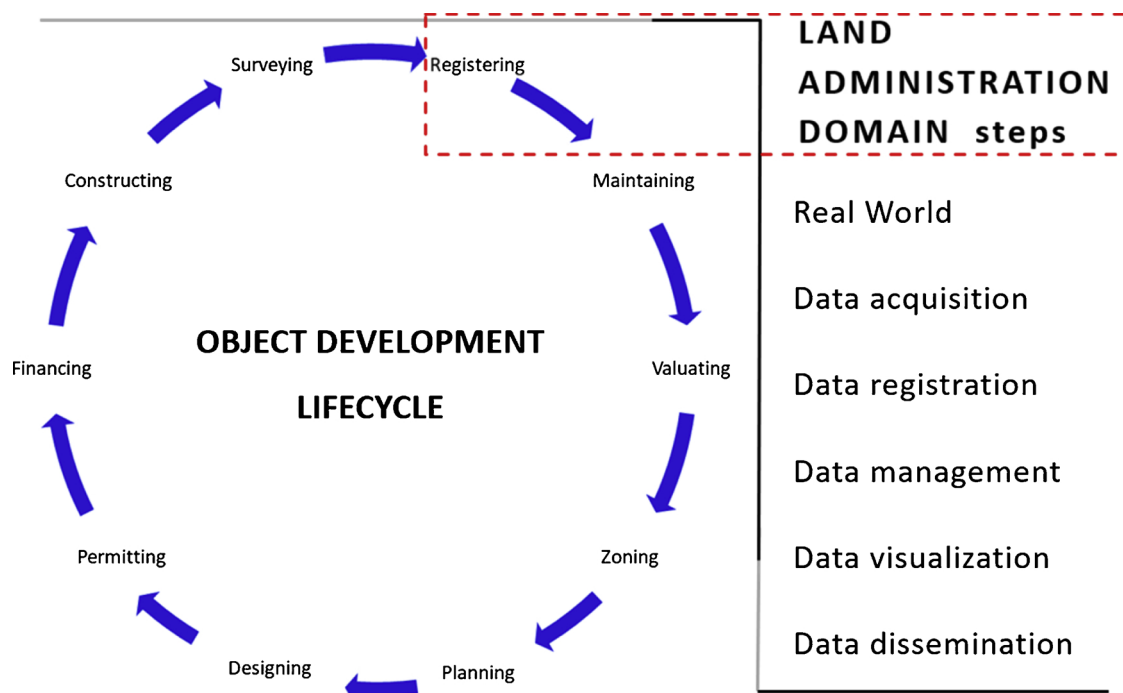 Surveying
Registering
Maintaining
Valuating
Zoning
Planning
Designing
Permitting
Financing
Constructing
OBJECT DEVELOPMENT
LIFECYCLE
LAND
ADMINISTRATION
DOMAIN steps
Real World
Data acquisition
Data registration
Data management
Data visualization
Data dissemination